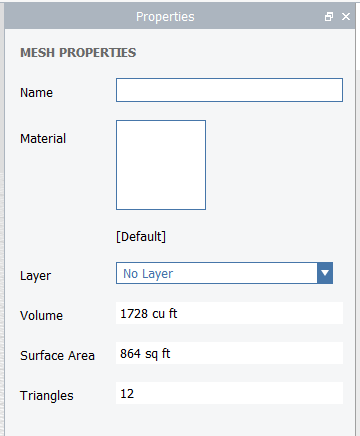 Properties
MESH PROPERTIES
Name
Material
[Default]
Layer No Layer
Volume 1728 cu ft
Surface Area 864 sq ft
Triangles 12